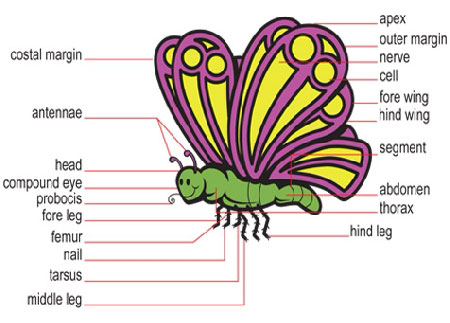 costal margin
antennae
head
compound eye
probocis
fore leg
femur
nail
tarsus
middle leg
apex
outer margin
nerve
cell
fore wing
hind wing
segment
abdomen
thorax
hind leg